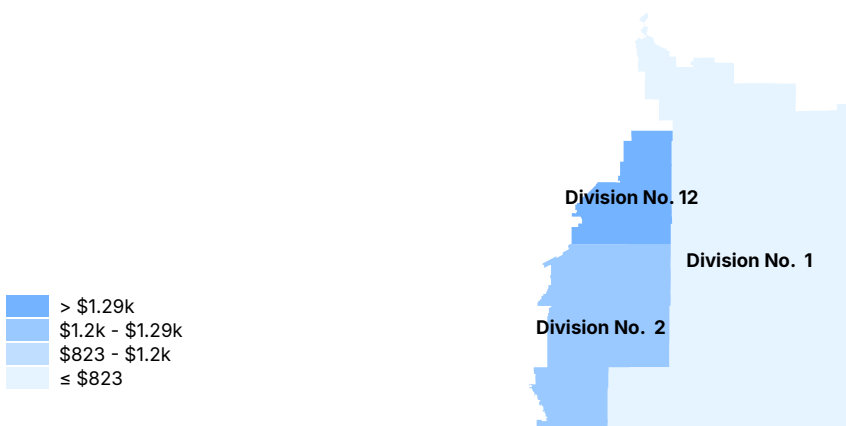 Division No. 12
Division No. 1
Division No. 2
> $1.29k
$1.2k - $1.29k
$823 - $1.2k
≤ $823